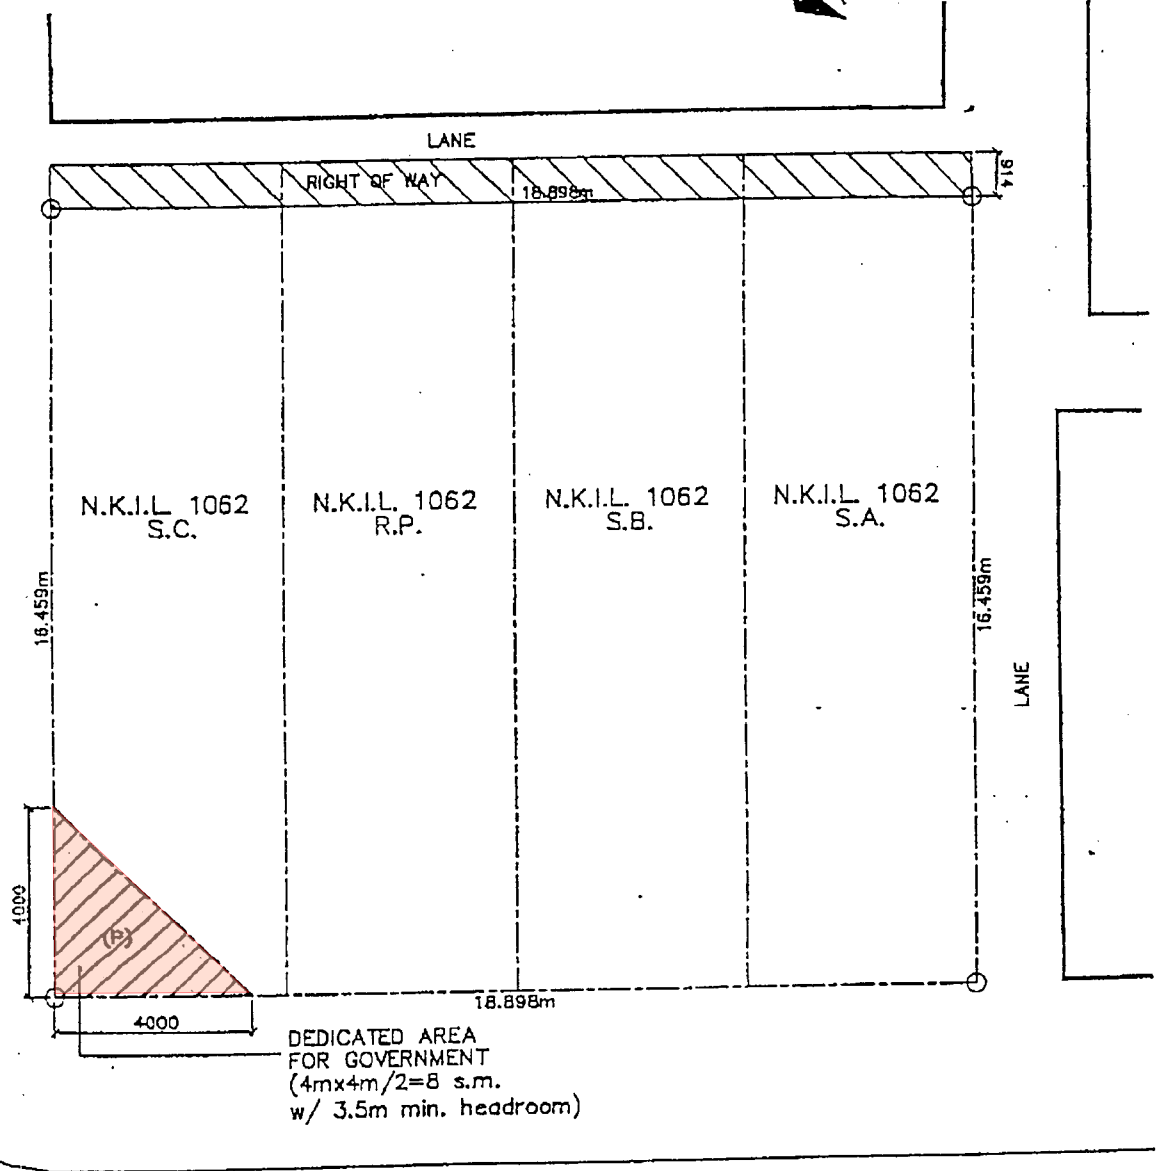 LANE
RIGHT OF WAY
18.898m
914
N.K.I.L. 1062
S.C.
N.K.I.L. 1062
R.P.
N.K.I.L. 1062
S.B.
N.K.I.L. 1062
S.A.
16.459m
16.459m
LANE
4000
(P)
18.898m
4000
DEDICATED AREA
FOR GOVERNMENT
(4mx4m/2=8 s.m.
w/ 3.5m min. headroom)